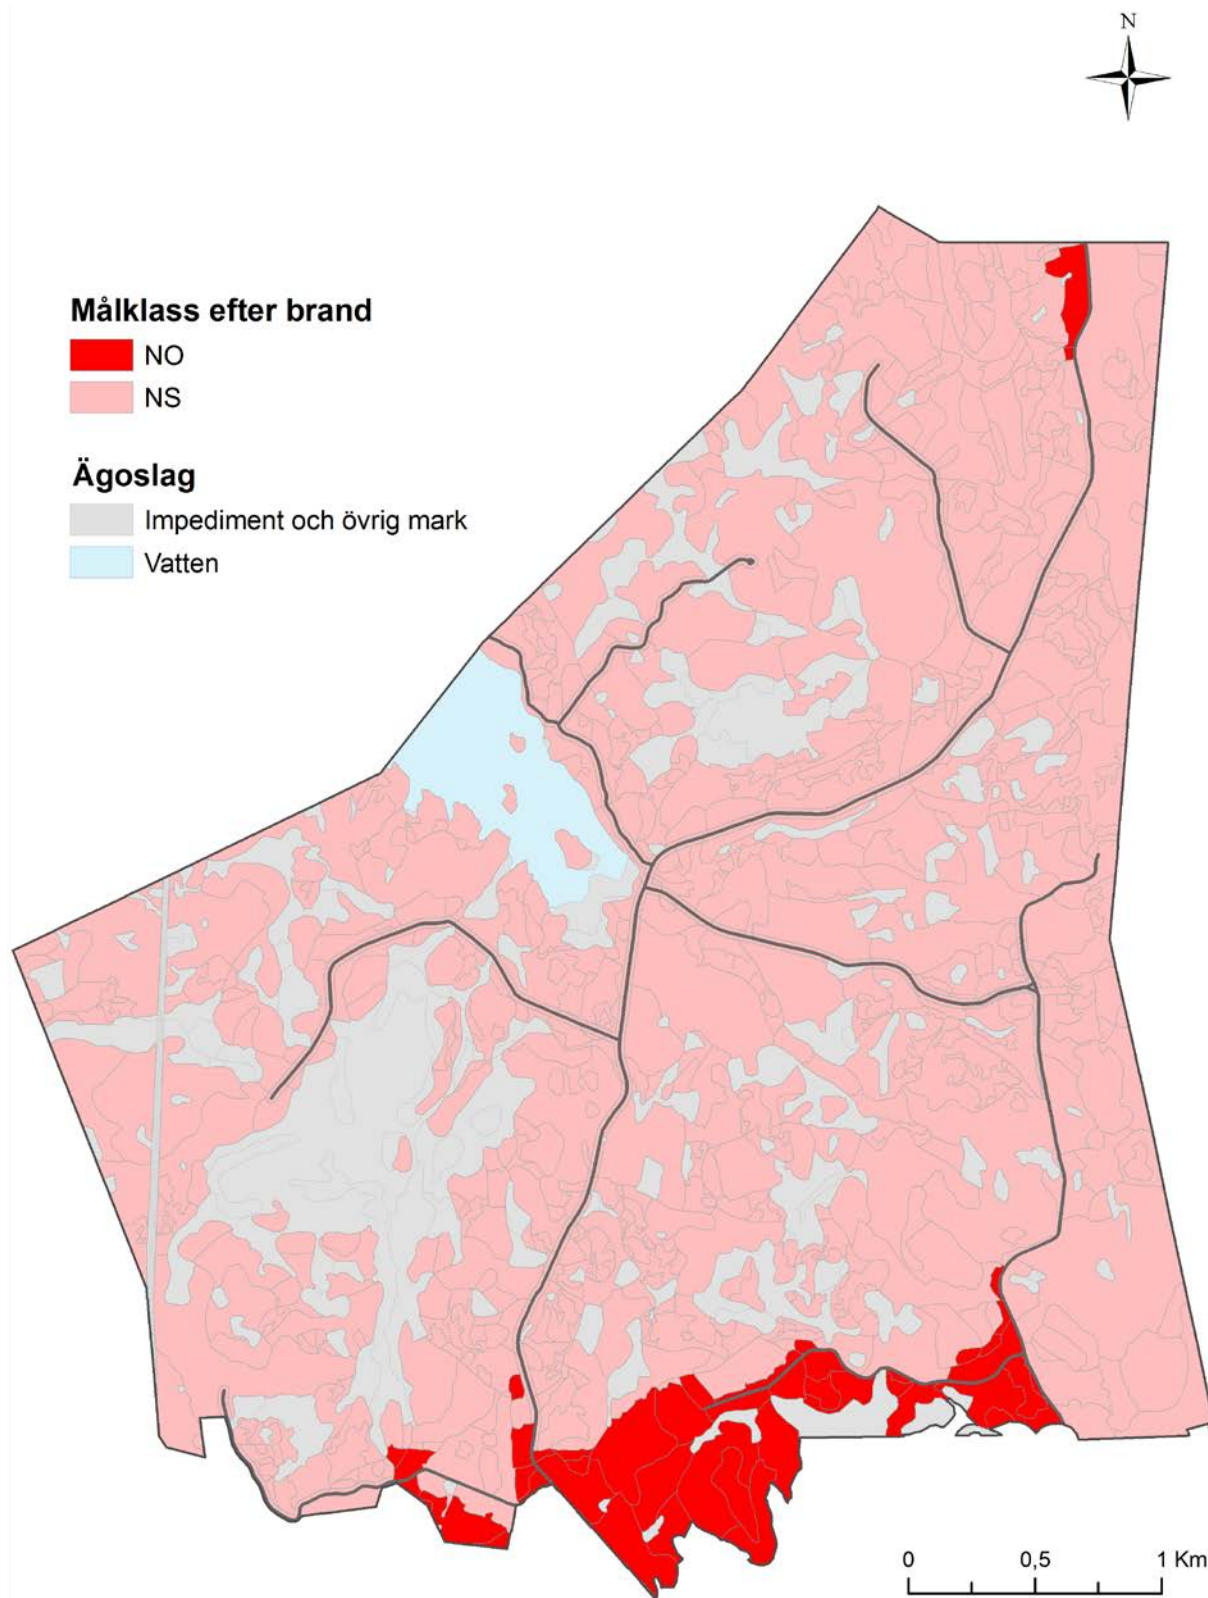 N
Målklass efter brand
NO
NS
Ägoslag
Impediment och övrig mark
Vatten
0 0,5 1 Km